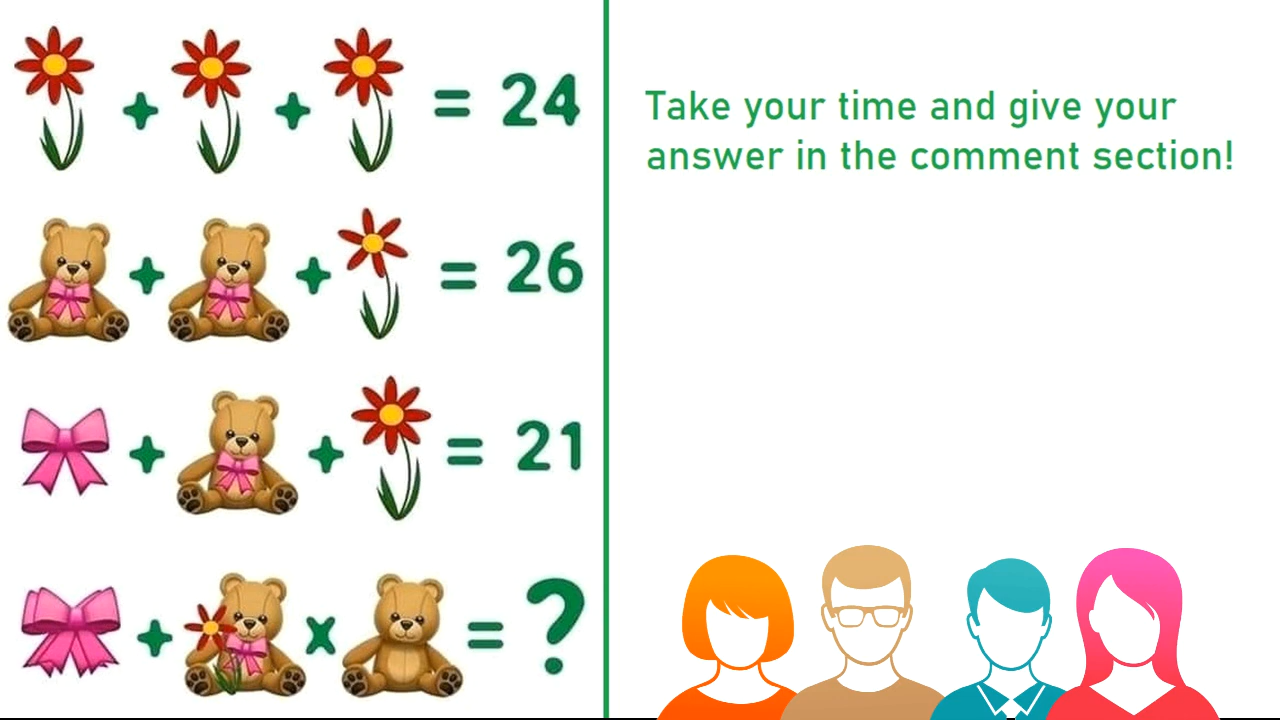 + + = 24
+ + = 26
+ + = 21
+ x = ?
Take your time and give your
answer in the comment section!